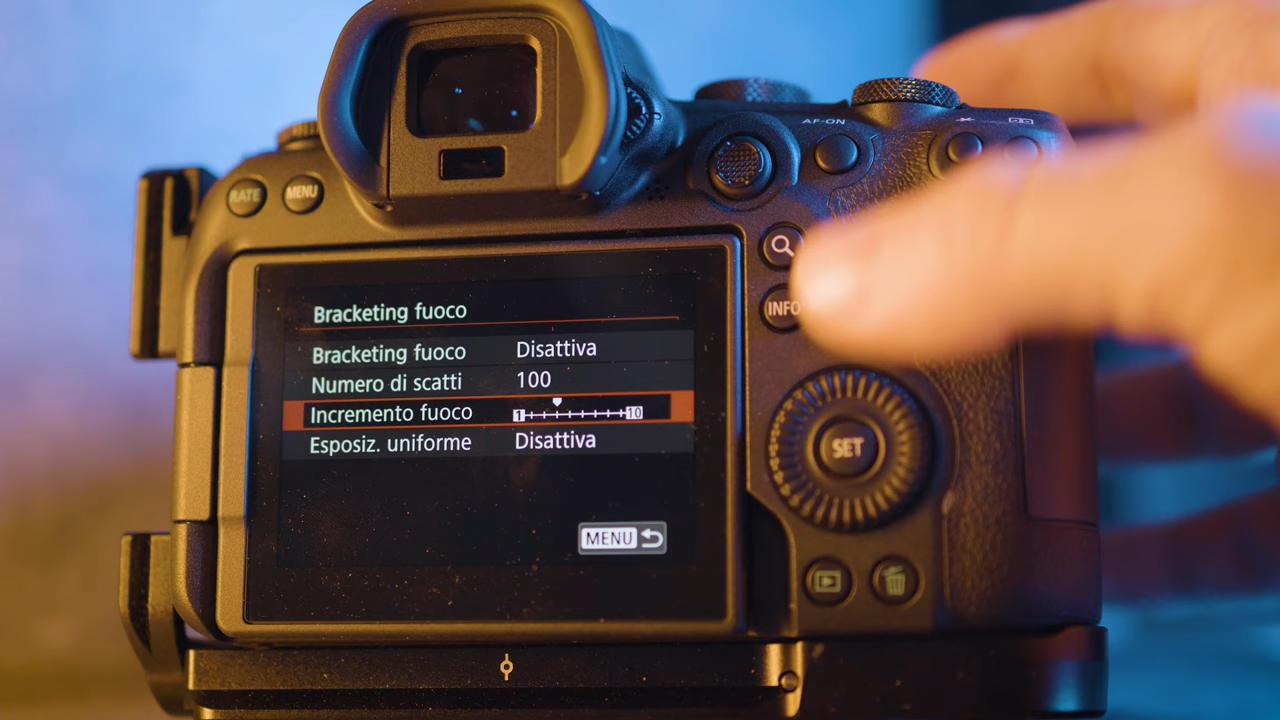 AF-ON
RATE MENU
INFO
Bracketing fuoco
Bracketing fuoco Disattiva
Numero di scatti 100
Incremento fuoco 1 10
Esposiz. uniforme Disattiva
SET
MENU